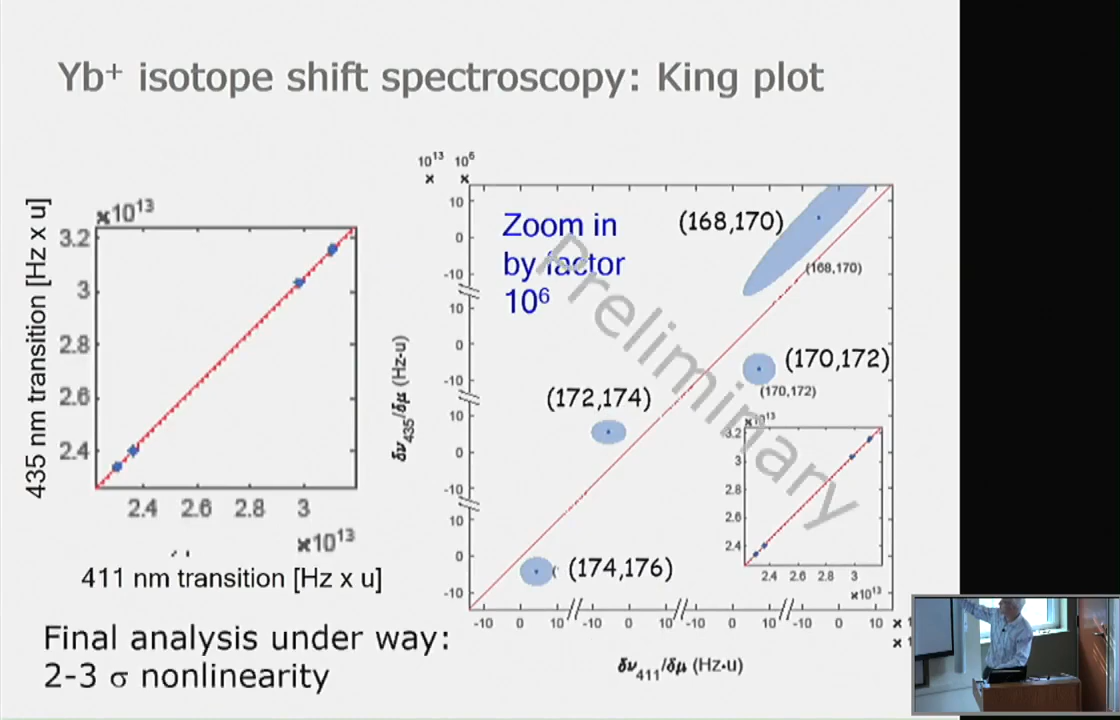 Yb⁺ isotope shift spectroscopy: King plot
×10¹³
3.2
3
2.8
2.6
2.4
2.4 2.6 2.8 3
×10¹³
435 nm transition [Hz x u]
411 nm transition [Hz x u]
Final analysis under way:
2-3 σ nonlinearity
10¹³ 10⁶
× ×
Zoom in
by factor
10⁶
Preliminary
(168,170)
(168,170)
(170,172)
(170,172)
(172,174)
(174,176)
10
0
-10
10
0
-10
10
0
-10
10
0
-10
δν₄₃₅/δμ (Hz·u)
-10 0 10 -10 0 10 -10 0 10 -10 0 10
δν₄₁₁/δμ (Hz·u)
×10¹³
3.2
3
2.8
2.6
2.4
2.4 2.6 2.8 3
×10¹³